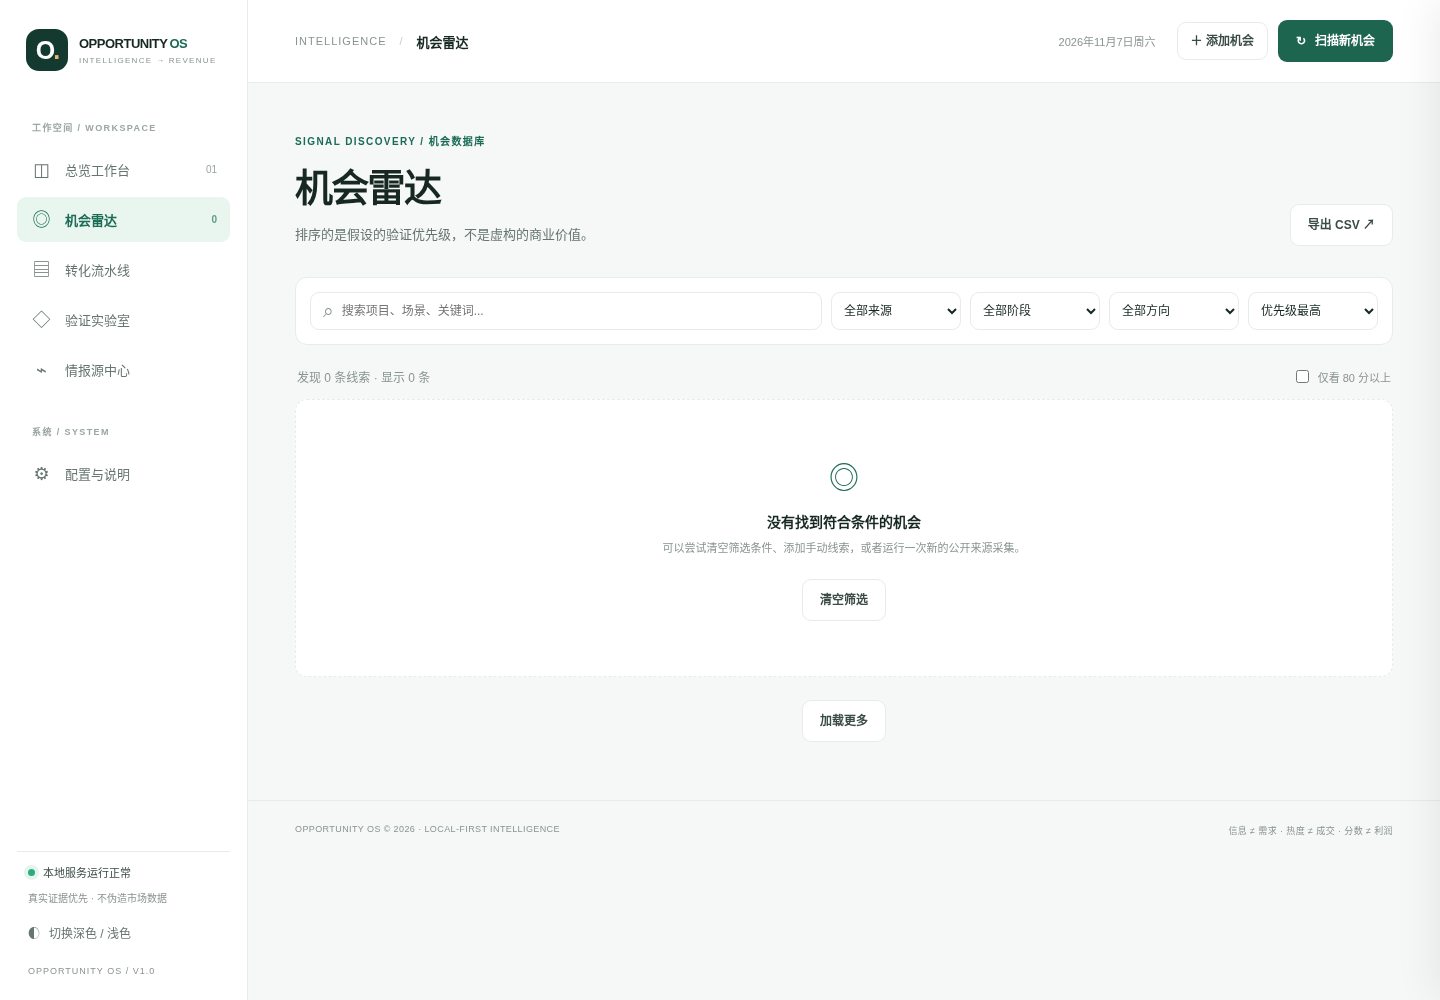 O.
OPPORTUNITY OS
INTELLIGENCE → REVENUE
工作空间 / WORKSPACE
总览工作台 01
机会雷达 0
转化流水线
验证实验室
情报源中心
系统 / SYSTEM
配置与说明
本地服务运行正常
真实证据优先 · 不伪造市场数据
切换深色 / 浅色
OPPORTUNITY OS / V1.0
INTELLIGENCE / 机会雷达
2026年11月7日周六
＋ 添加机会
↻ 扫描新机会
SIGNAL DISCOVERY / 机会数据库
机会雷达
排序的是假设的验证优先级，不是虚构的商业价值。
导出 CSV ↗
搜索项目、场景、关键词...
全部来源
全部阶段
全部方向
优先级最高
发现 0 条线索 · 显示 0 条
仅看 80 分以上
没有找到符合条件的机会
可以尝试清空筛选条件、添加手动线索，或者运行一次新的公开来源采集。
清空筛选
加载更多
OPPORTUNITY OS © 2026 · LOCAL-FIRST INTELLIGENCE
信息 ≠ 需求 · 热度 ≠ 成交 · 分数 ≠ 利润